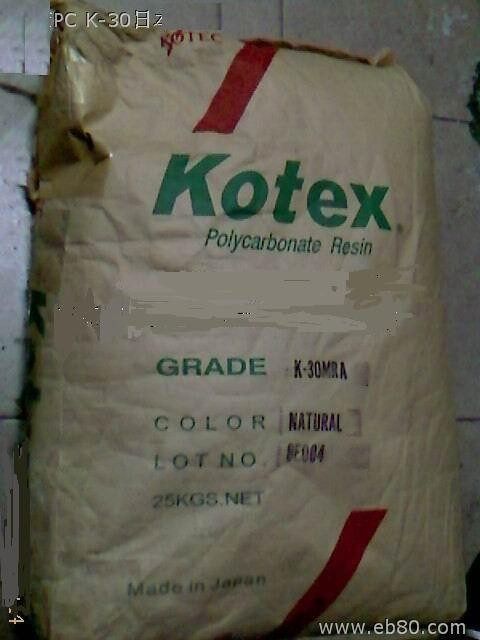 PC K-30日z
KOTEC
Kotex
Polycarbonate Resin
GRADE K-30MRA
COLOR NATURAL
LOT NO. 8E004
25KGS.NET
Made in Japan
www.eb80.com